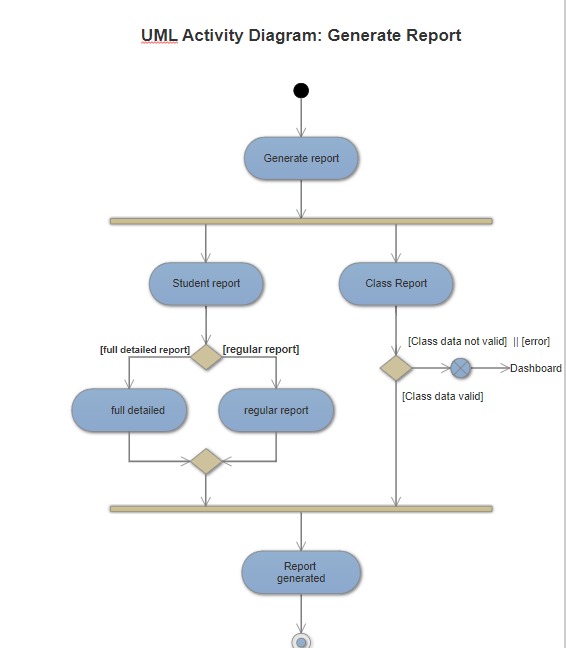 UML Activity Diagram: Generate Report
Generate report
Student report
Class Report
[Class data not valid] || [error]
[full detailed report]
[regular report]
Dashboard
[Class data valid]
full detailed
regular report
Report
generated